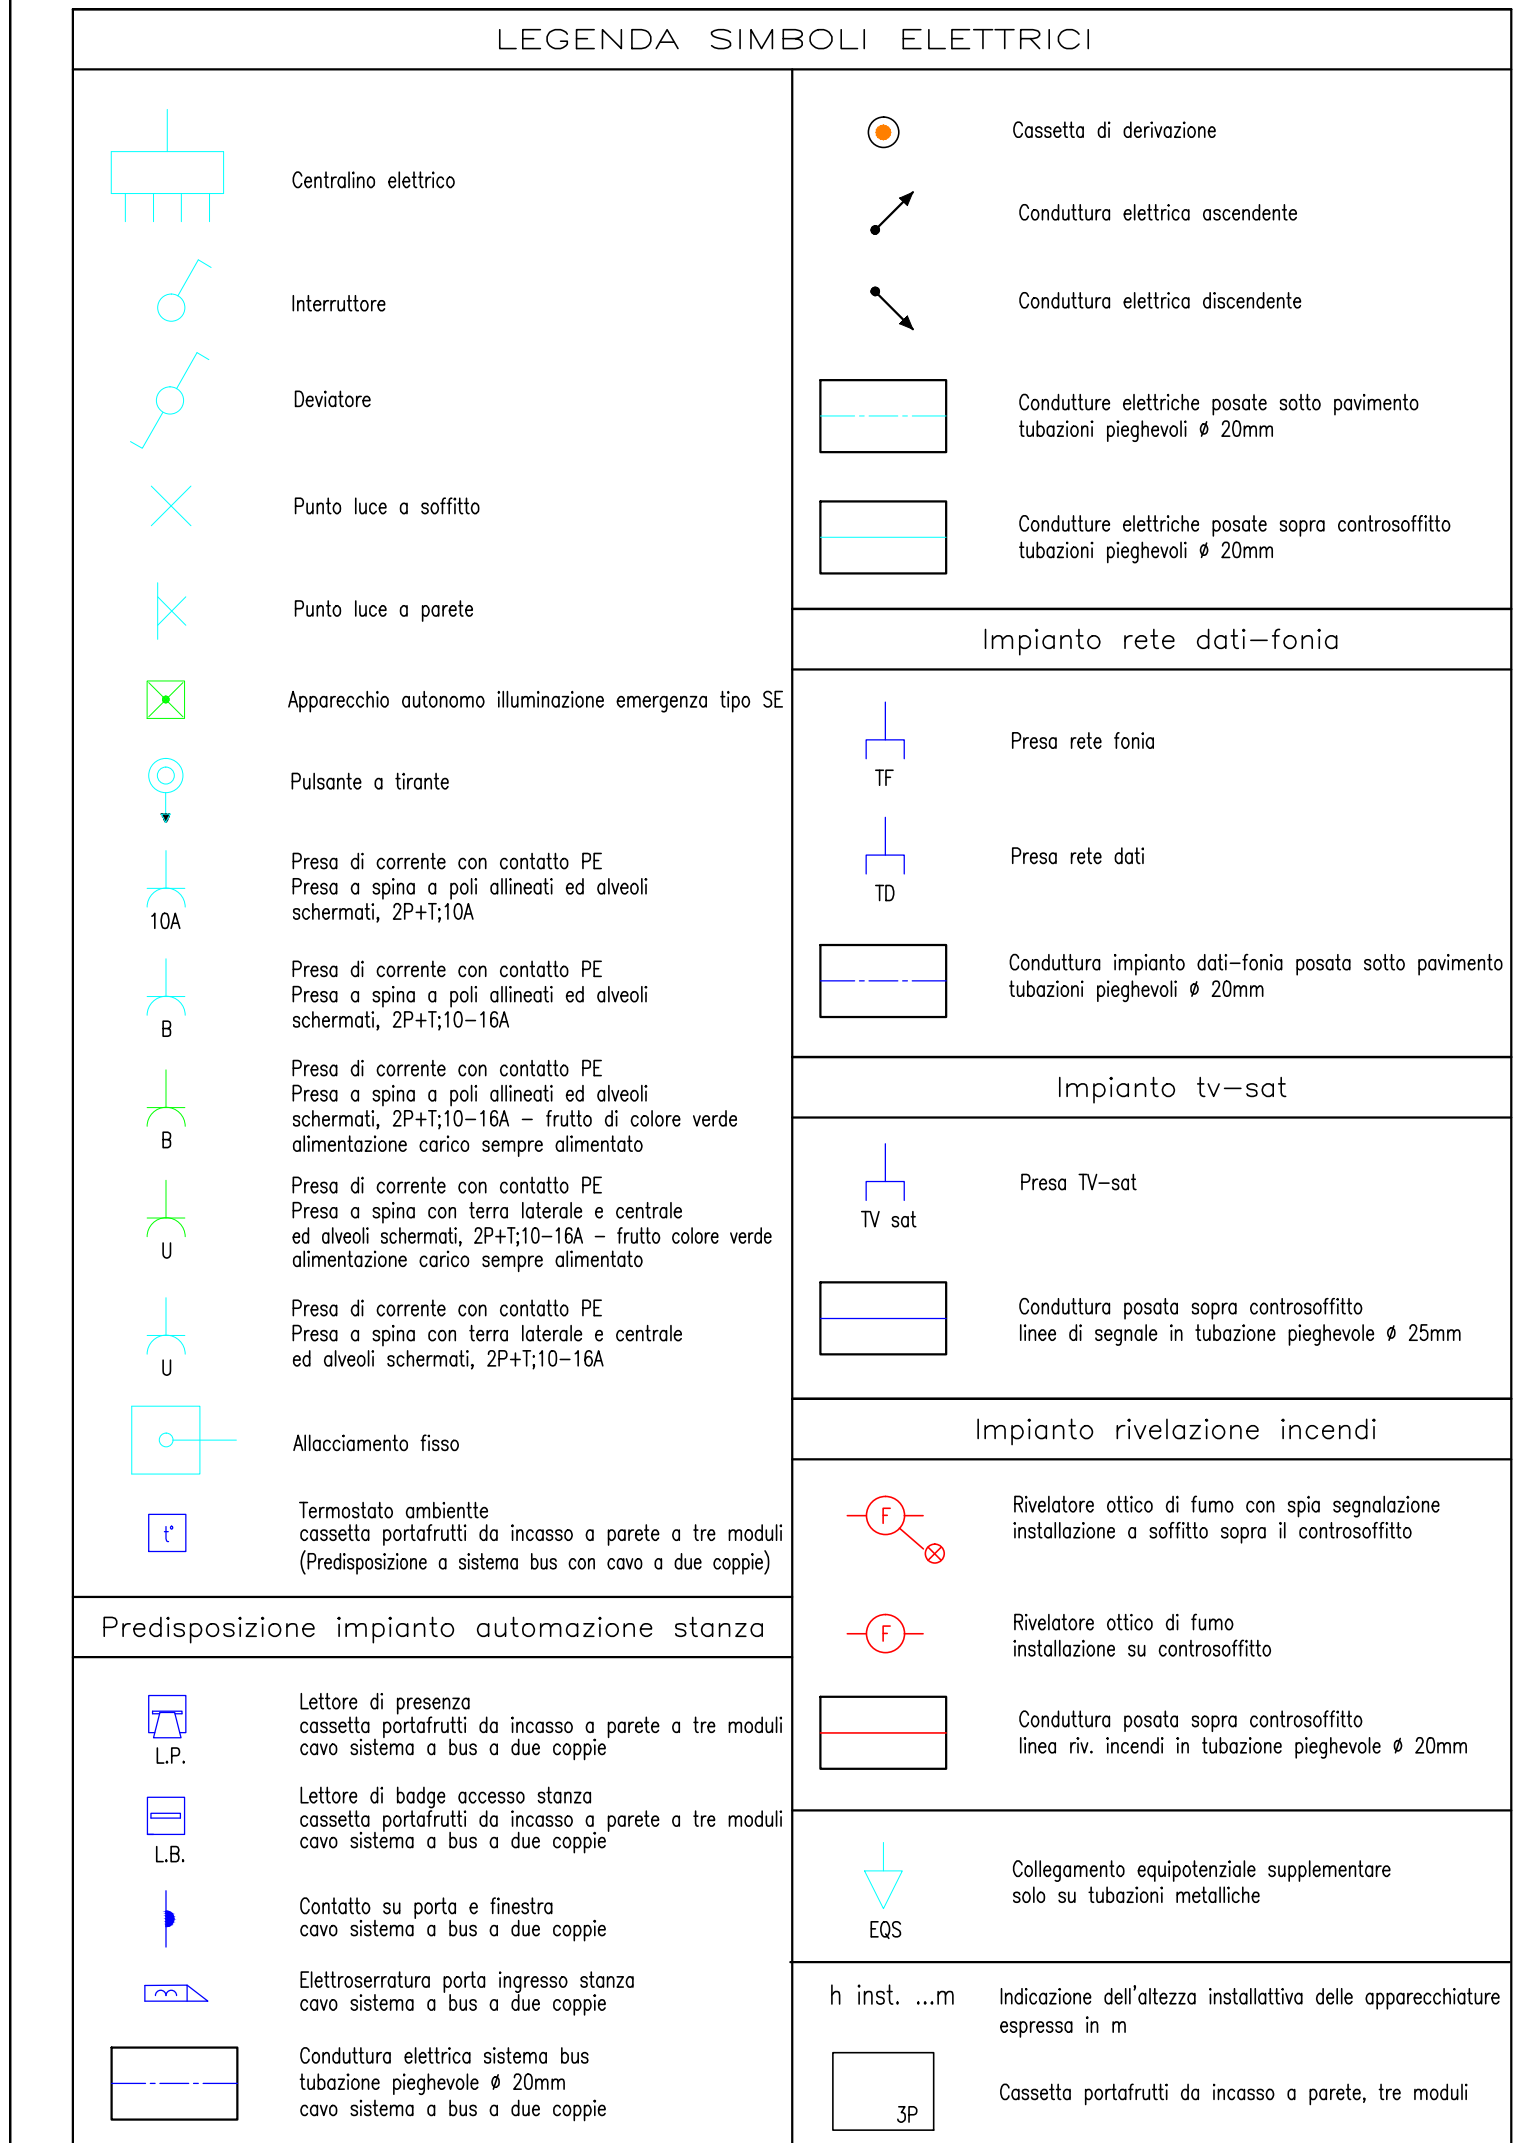 LEGENDA SIMBOLI ELETTRICI
Centralino elettrico
Interruttore
Deviatore
Punto luce a soffitto
Punto luce a parete
Apparecchio autonomo illuminazione emergenza tipo SE
Pulsante a tirante
Presa di corrente con contatto PE
Presa a spina a poli allineati ed alveoli
schermati, 2P+T;10A
10A
Presa di corrente con contatto PE
Presa a spina a poli allineati ed alveoli
schermati, 2P+T;10-16A
B
Presa di corrente con contatto PE
Presa a spina a poli allineati ed alveoli
schermati, 2P+T;10-16A - frutto di colore verde
alimentazione carico sempre alimentato
B
Presa di corrente con contatto PE
Presa a spina con terra laterale e centrale
ed alveoli schermati, 2P+T;10-16A - frutto colore verde
alimentazione carico sempre alimentato
U
Presa di corrente con contatto PE
Presa a spina con terra laterale e centrale
ed alveoli schermati, 2P+T;10-16A
U
Allacciamento fisso
Termostato ambientte
cassetta portafrutti da incasso a parete a tre moduli
(Predisposizione a sistema bus con cavo a due coppie)
t°
Predisposizione impianto automazione stanza
Lettore di presenza
cassetta portafrutti da incasso a parete a tre moduli
cavo sistema a bus a due coppie
L.P.
Lettore di badge accesso stanza
cassetta portafrutti da incasso a parete a tre moduli
cavo sistema a bus a due coppie
L.B.
Contatto su porta e finestra
cavo sistema a bus a due coppie
Elettroserratura porta ingresso stanza
cavo sistema a bus a due coppie
Conduttura elettrica sistema bus
tubazione pieghevole ø 20mm
cavo sistema a bus a due coppie
Cassetta di derivazione
Conduttura elettrica ascendente
Conduttura elettrica discendente
Condutture elettriche posate sotto pavimento
tubazioni pieghevoli ø 20mm
Condutture elettriche posate sopra controsoffitto
tubazioni pieghevoli ø 20mm
Impianto rete dati-fonia
Presa rete fonia
TF
Presa rete dati
TD
Conduttura impianto dati-fonia posata sotto pavimento
tubazioni pieghevoli ø 20mm
Impianto tv-sat
Presa TV-sat
TV sat
Conduttura posata sopra controsoffitto
linee di segnale in tubazione pieghevole ø 25mm
Impianto rivelazione incendi
Rivelatore ottico di fumo con spia segnalazione
installazione a soffitto sopra il controsoffitto
F
Rivelatore ottico di fumo
installazione su controsoffitto
F
Conduttura posata sopra controsoffitto
linea riv. incendi in tubazione pieghevole ø 20mm
Collegamento equipotenziale supplementare
solo su tubazioni metalliche
EQS
h inst. ...m
Indicazione dell'altezza installattiva delle apparecchiature
espressa in m
Cassetta portafrutti da incasso a parete, tre moduli
3P